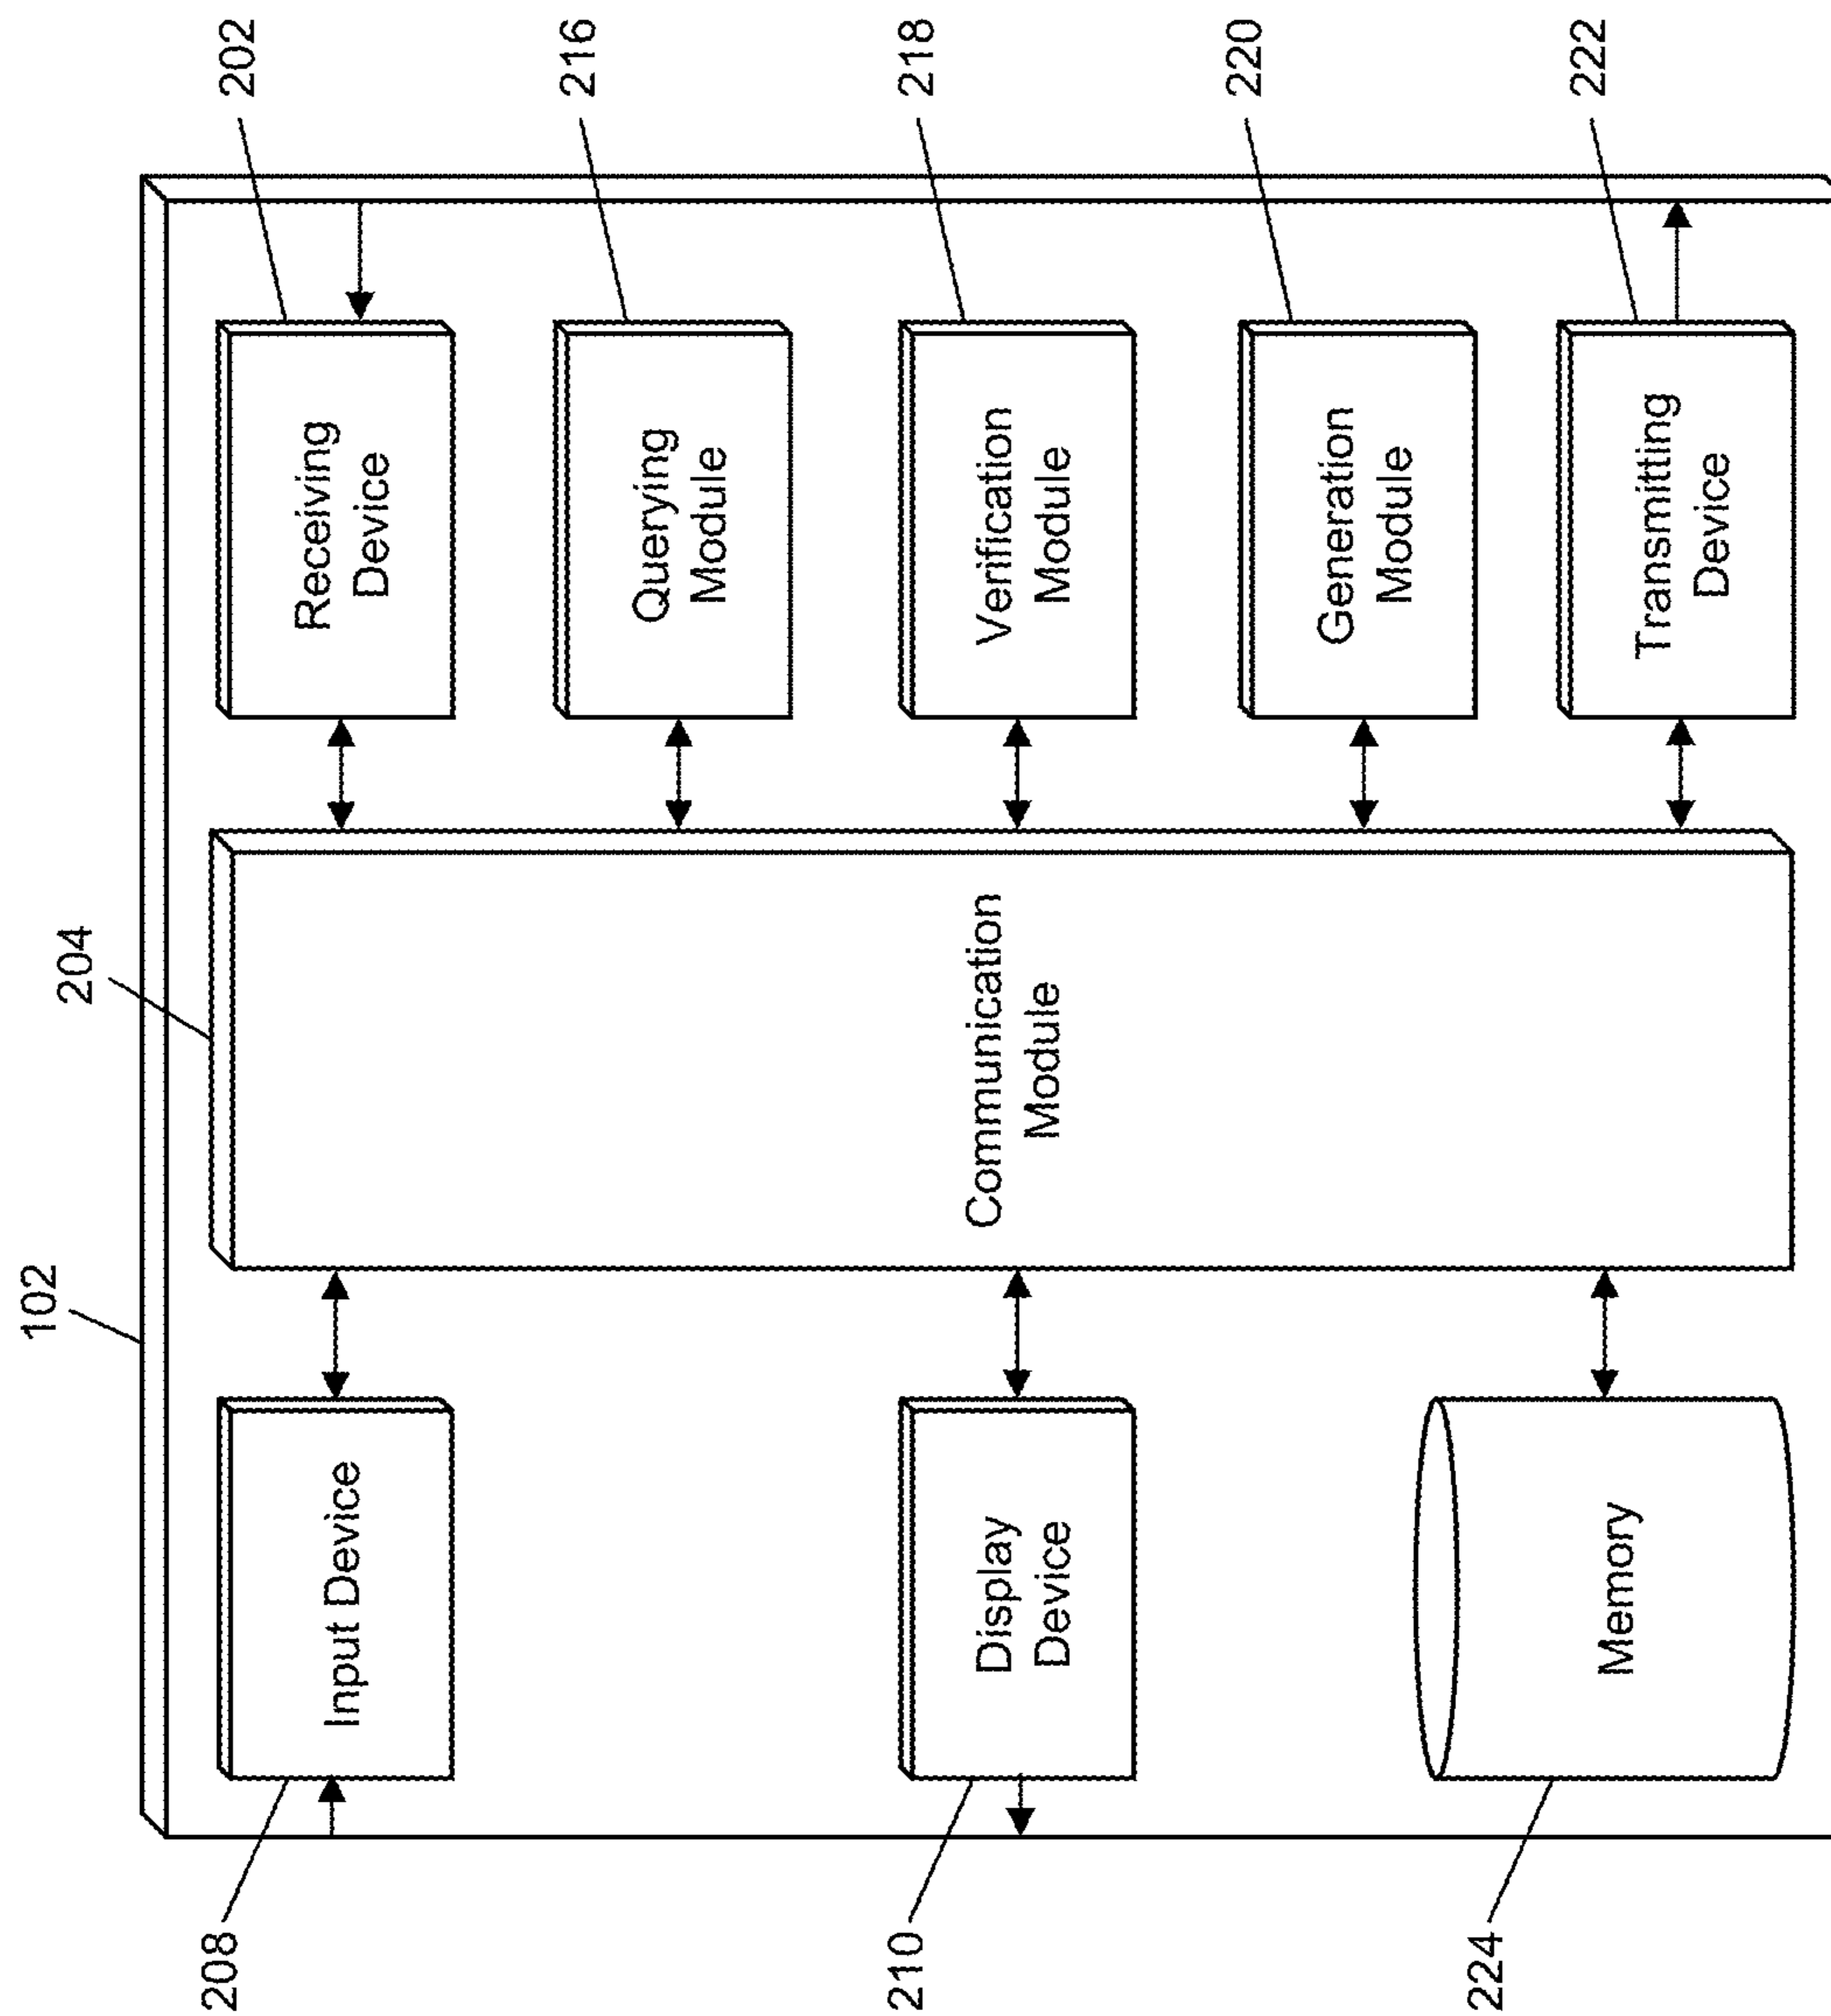 102
204
208
Input Device
210
Display
Device
224
Memory
Communication
Module
Receiving
Device
202
Querying
Module
216
Verification
Module
218
Generation
Module
220
Transmitting
Device
222